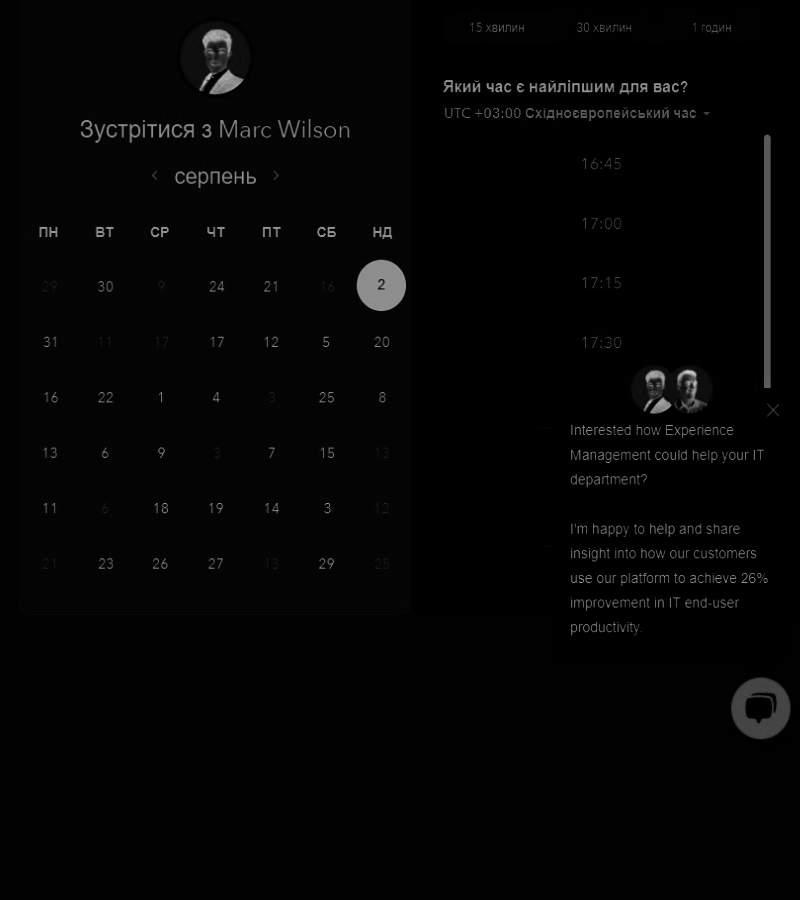 Зустрітися з Marc Wilson
серпень
ПН ВТ СР ЧТ ПТ СБ НД
29 30 9 24 21 16 2
31 11 17 17 12 5 20
16 22 1 4 3 25 8
13 6 9 3 7 15 13
11 6 18 19 14 3 12
21 23 26 27 13 29 25
15 хвилин 30 хвилин 1 годин
Який час є найліпшим для вас?
UTC +03:00 Східноєвропейський час
16:45
17:00
17:15
17:30
Interested how Experience
Management could help your IT
department?
I'm happy to help and share
insight into how our customers
use our platform to achieve 26%
improvement in IT end-user
productivity.